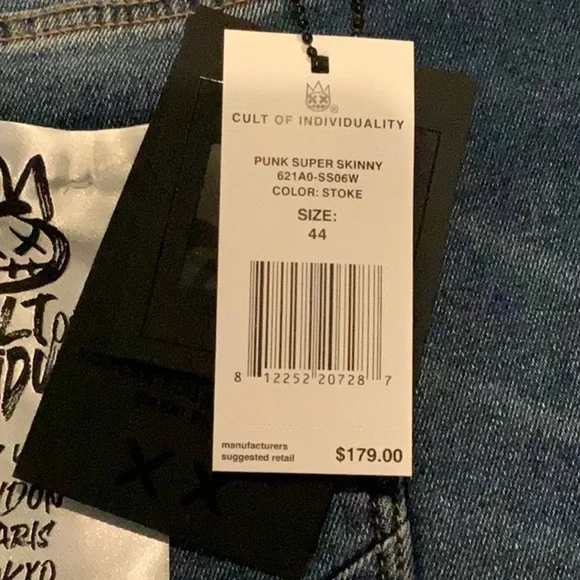 CULT OF INDIVIDUALITY
PUNK SUPER SKINNY
621A0-SS06W
COLOR: STOKE
SIZE:
44
8 12252 20728 7
manufacturers
suggested retail $179.00
LT